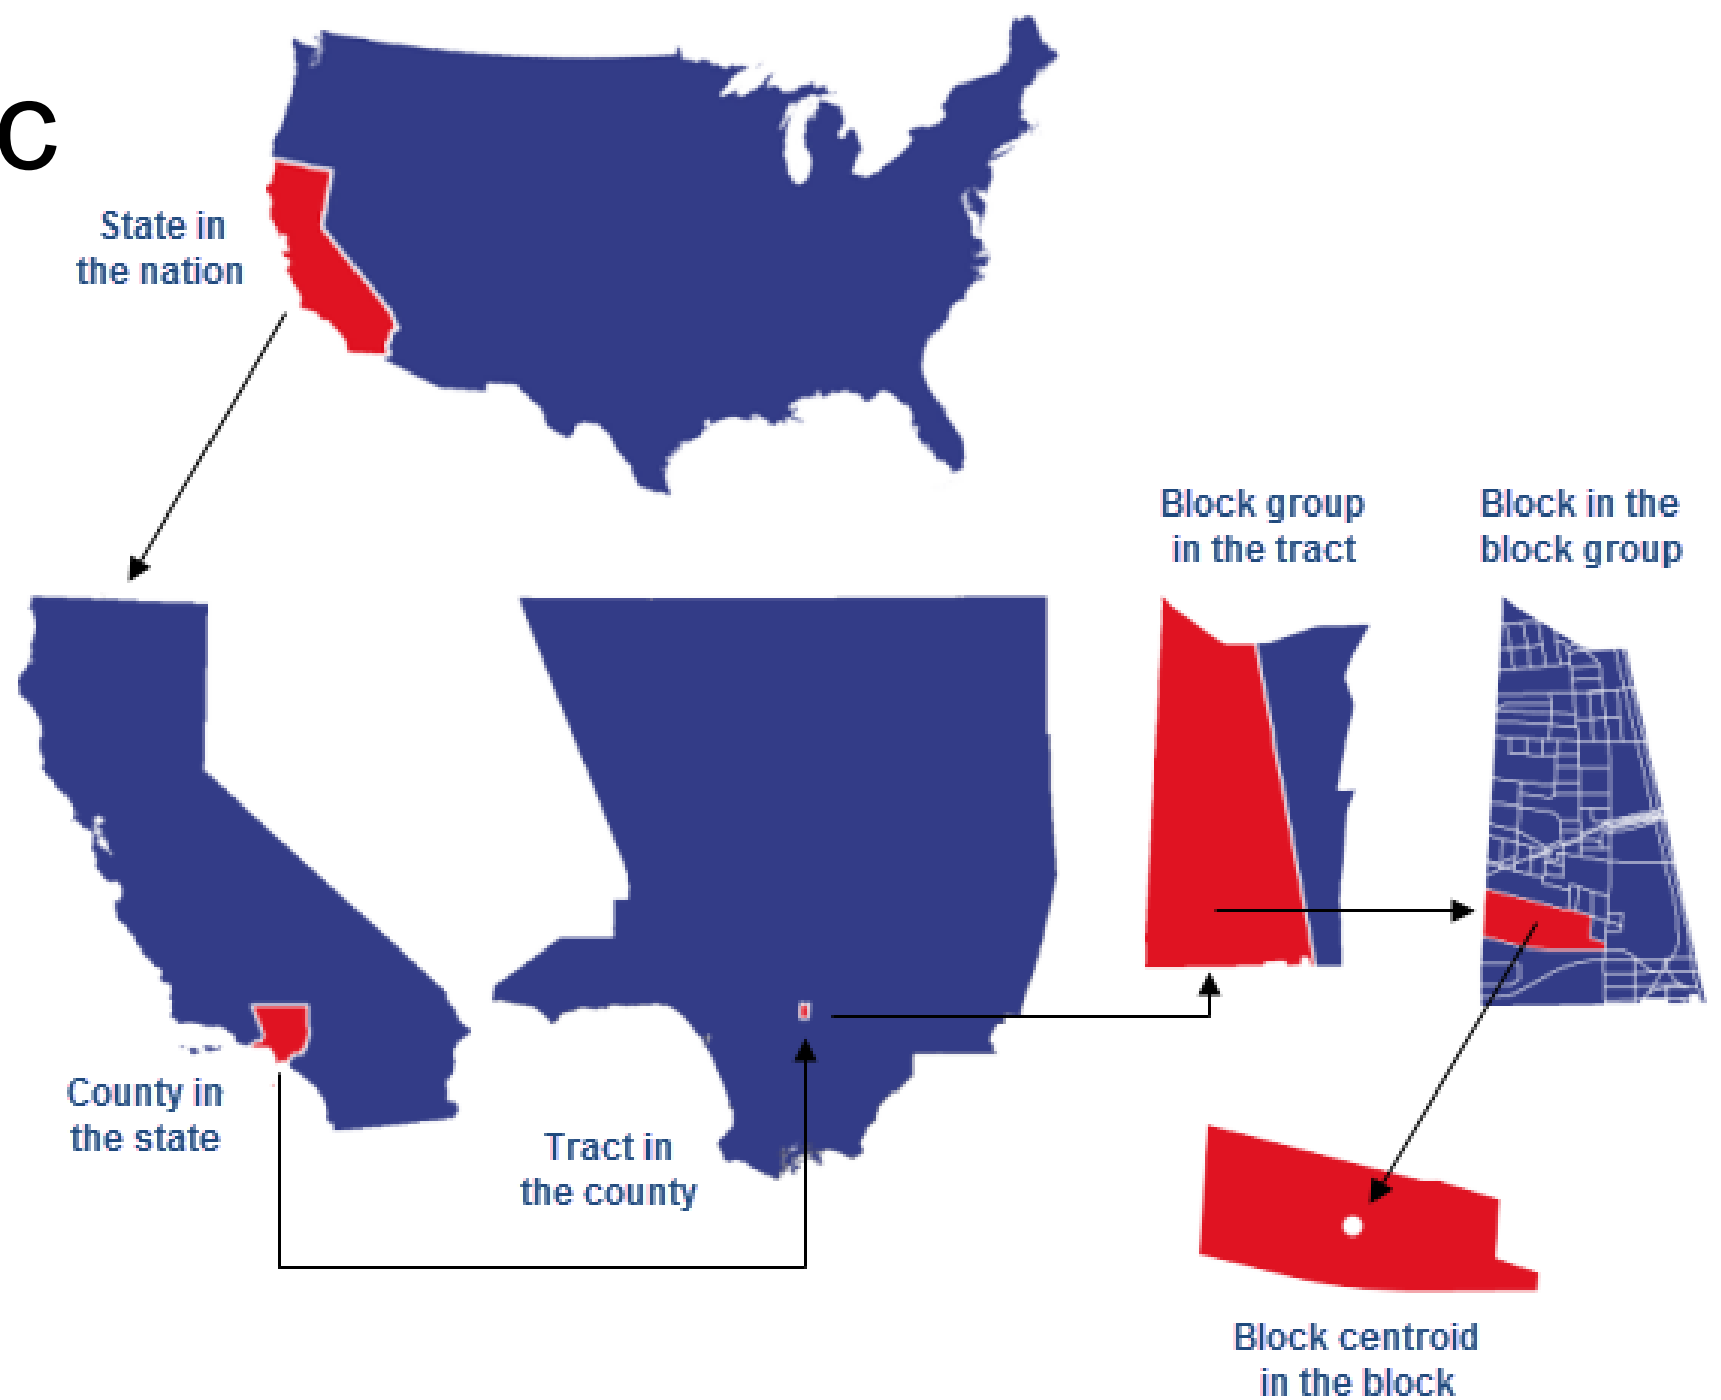 C
State in
the nation
Block group
in the tract
Block in the
block group
County in
the state
Tract in
the county
Block centroid
in the block